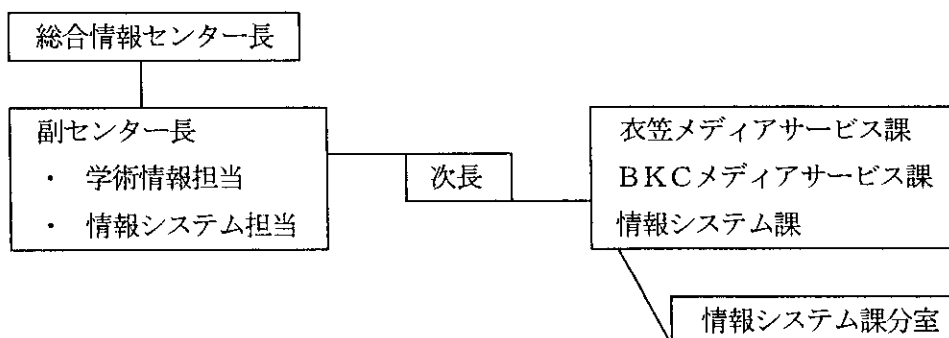 総合情報センター長
副センター長
・ 学術情報担当
・ 情報システム担当
次長
衣笠メディアサービス課
ＢＫＣメディアサービス課
情報システム課
情報システム課分室